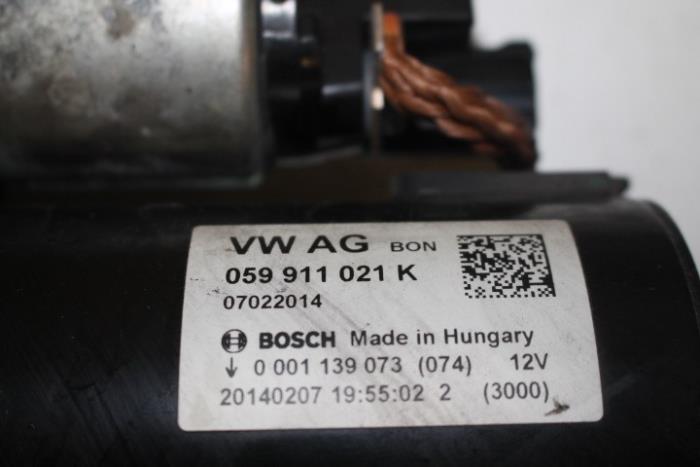 VW AG BON
059 911 021 K
07022014
BOSCH Made in Hungary
↓ 0 001 139 073 (074) 12V
20140207 19:55:02 2 (3000)